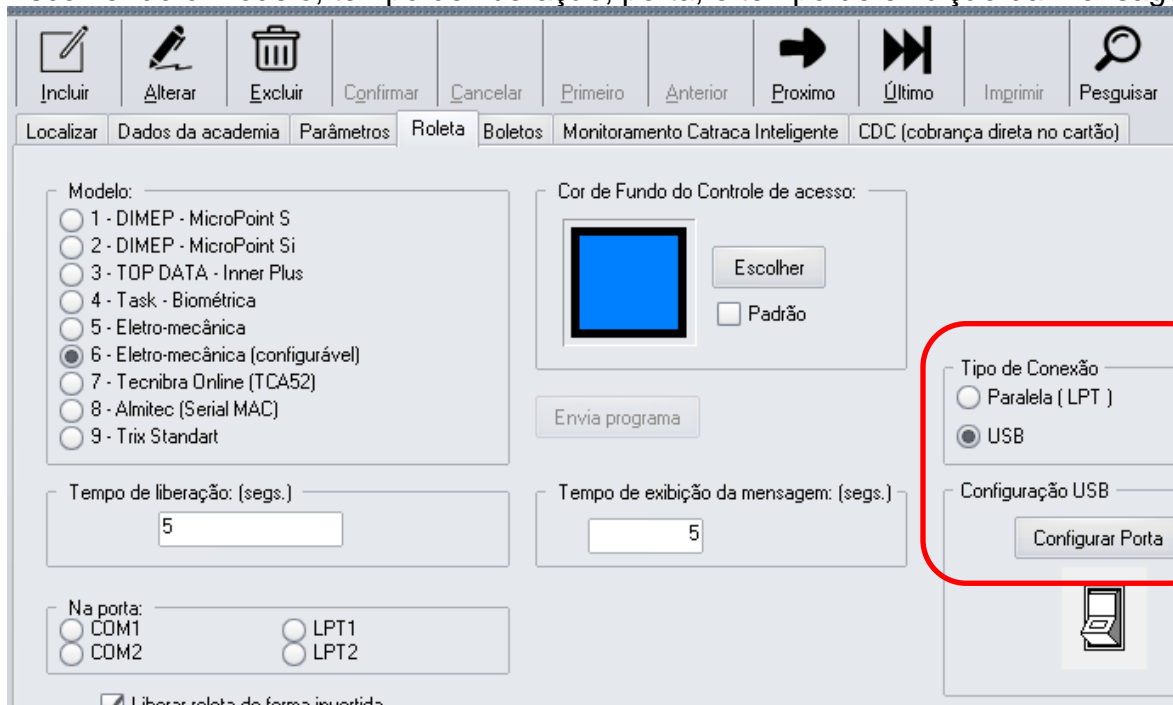 Incluir Alterar Excluir Confirmar Cancelar Primeiro Anterior Proximo Último Imprimir Pesquisar
Localizar Dados da academia Parâmetros Roleta Boletos Monitoramento Catraca Inteligente CDC (cobrança direta no cartão)
Modelo:
1 - DIMEP - MicroPoint S
2 - DIMEP - MicroPoint Si
3 - TOP DATA - Inner Plus
4 - Task - Biométrica
5 - Eletro-mecânica
6 - Eletro-mecânica (configurável)
7 - Tecnibra Online (TCA52)
8 - Almitec (Serial MAC)
9 - Trix Standart
Cor de Fundo do Controle de acesso:
Escolher
Padrão
Envia programa
Tipo de Conexão
Paralela ( LPT )
USB
Tempo de liberação: (segs.)
5
Tempo de exibição da mensagem: (segs.)
5
Configuração USB
Configurar Porta
Na porta:
COM1 LPT1
COM2 LPT2
Liberar roleta de forma invertida